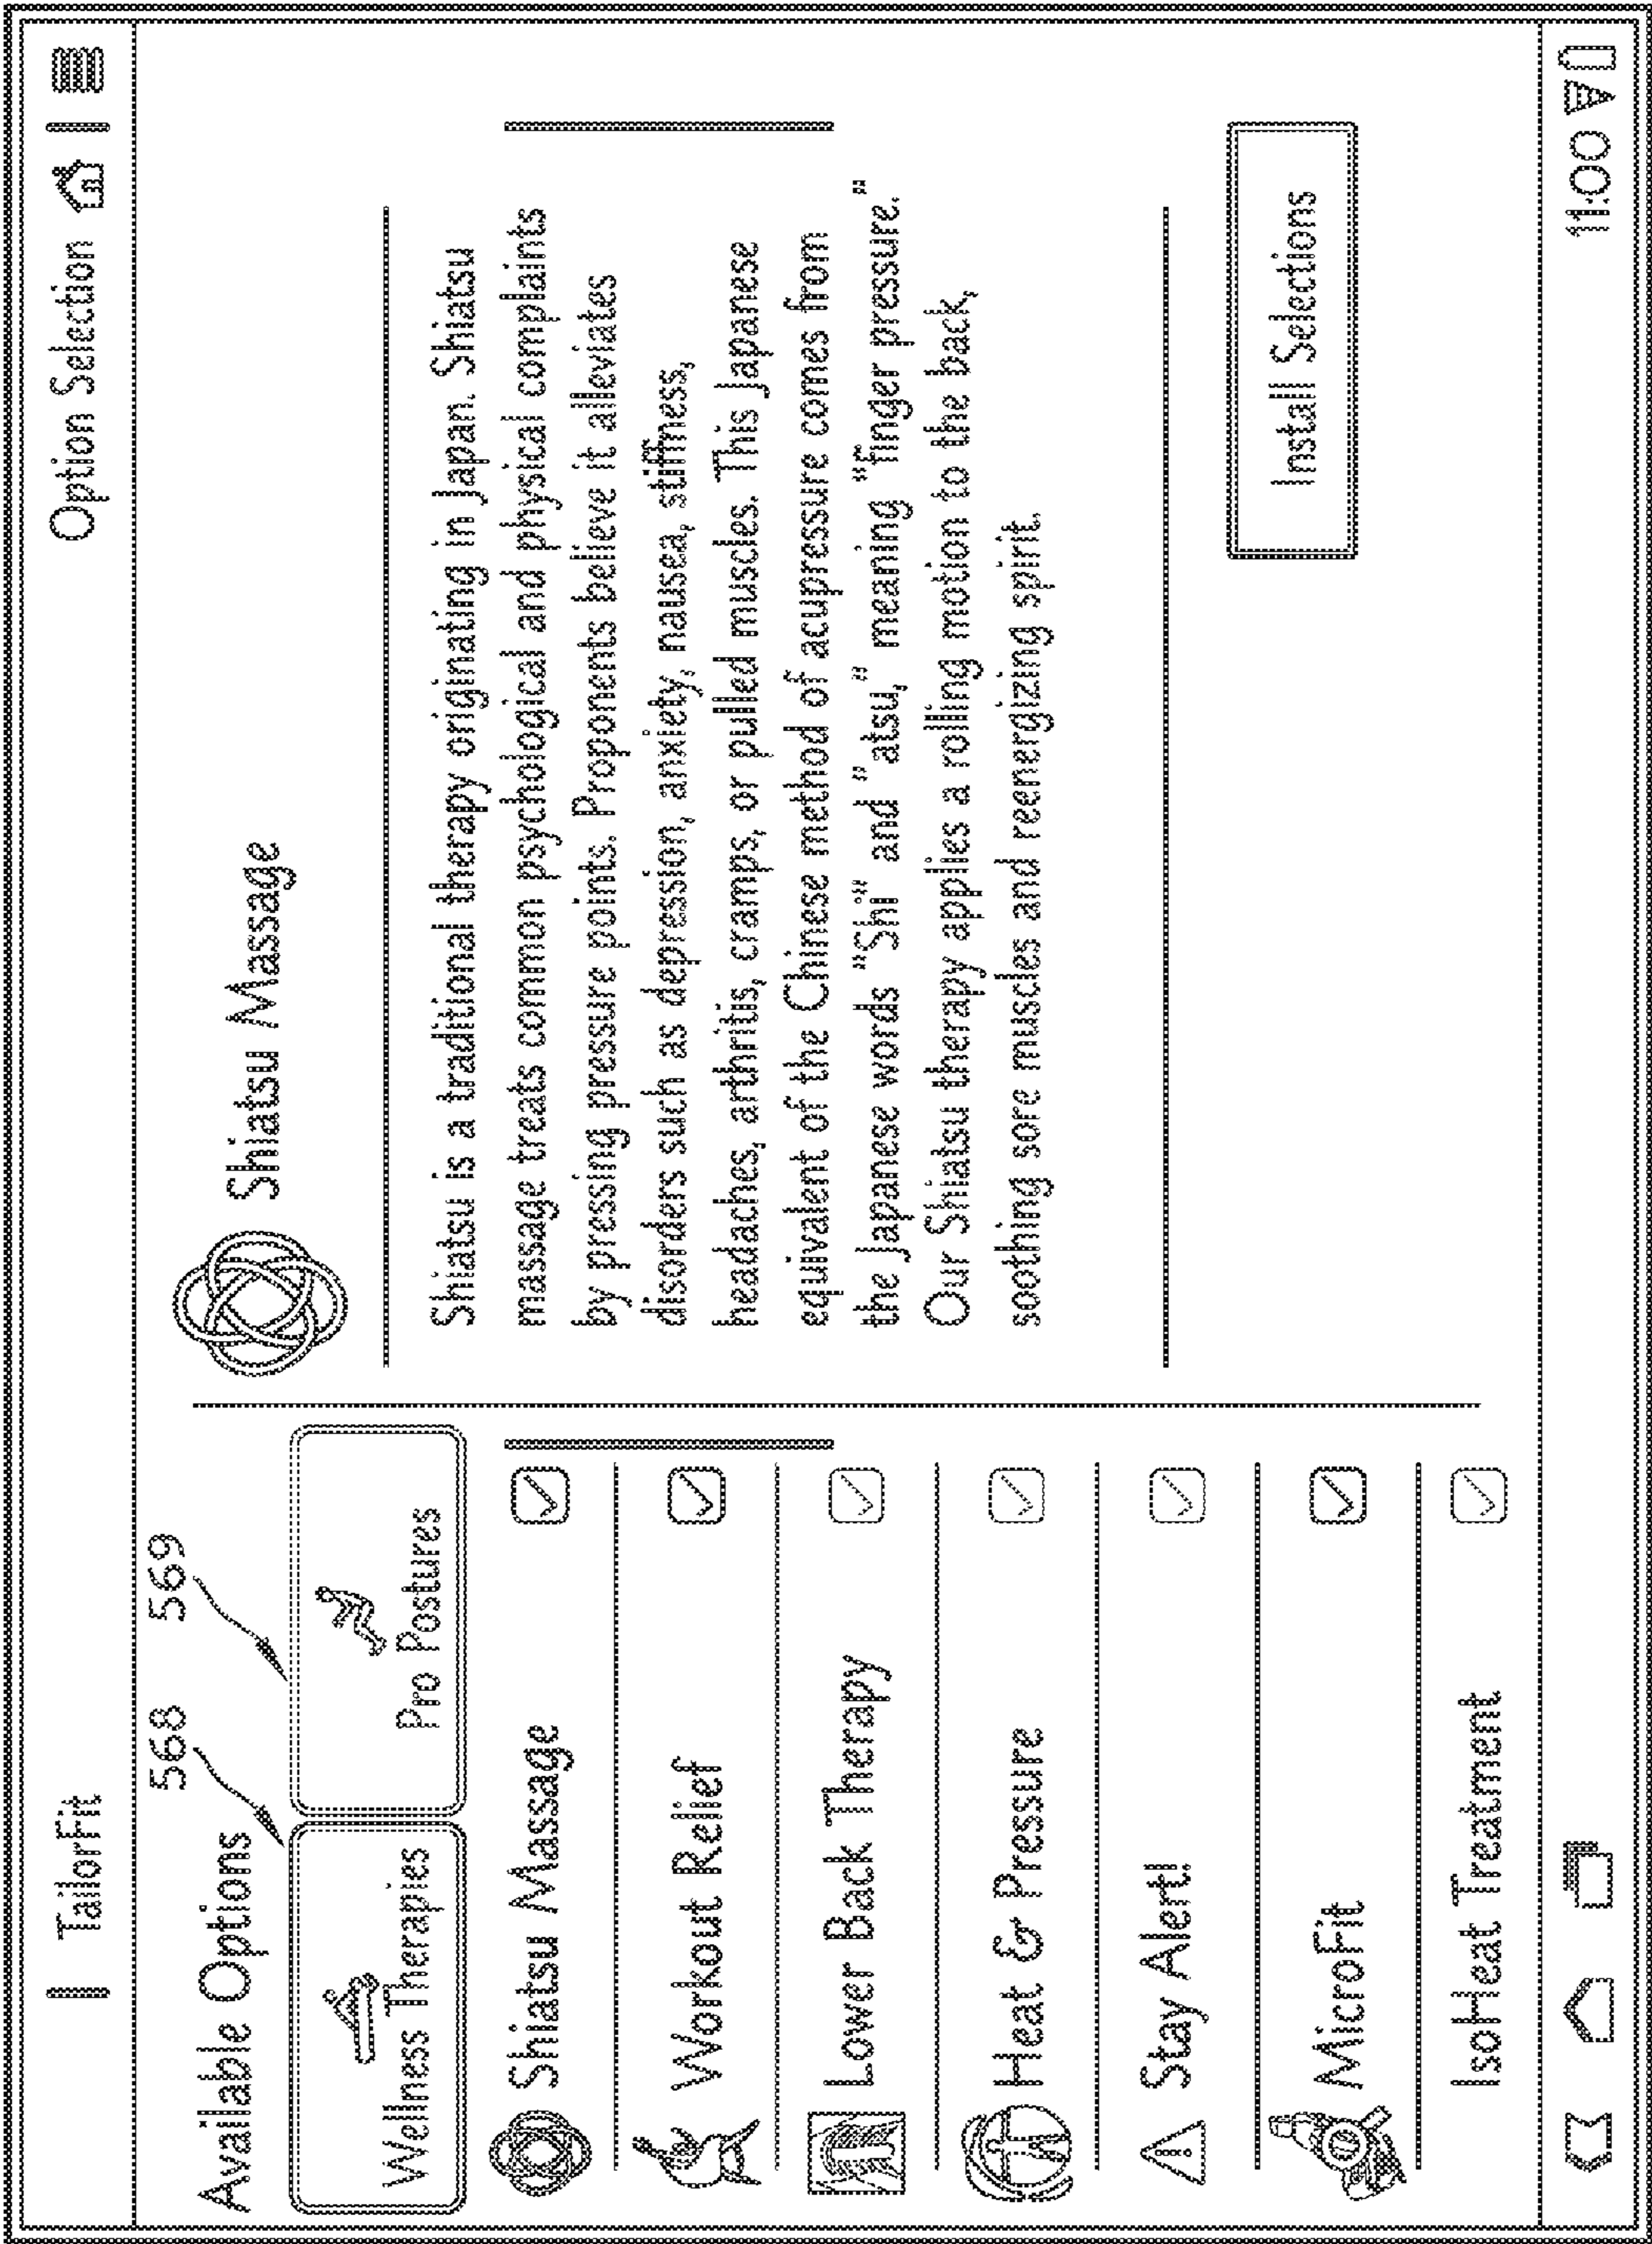 TailorFit
Option Selection
Available Options
568
569
Wellness Therapies
Pro Postures
Shiatsu Massage
Workout Relief
Lower Back Therapy
Heat & Pressure
Stay Alert!
MicroFit
IsoHeat Treatment
Shiatsu Massage
Shiatsu is a traditional therapy originating in Japan. Shiatsu
massage treats common psychological and physical complaints
by pressing pressure points. Proponents believe it alleviates
disorders such as depression, anxiety, nausea, stiffness,
headaches, arthritus, cramps, or pulled muscles. This Japanese
equivalent of the Chinese method of acupressure comes from
the Japanese words "Shi" and "atsu," meaning "finger pressure."
Our Shiatsu therapy applies a rolling motion to the back,
soothing sore muscles and reenergizing spirit.
Install Selections
11:00